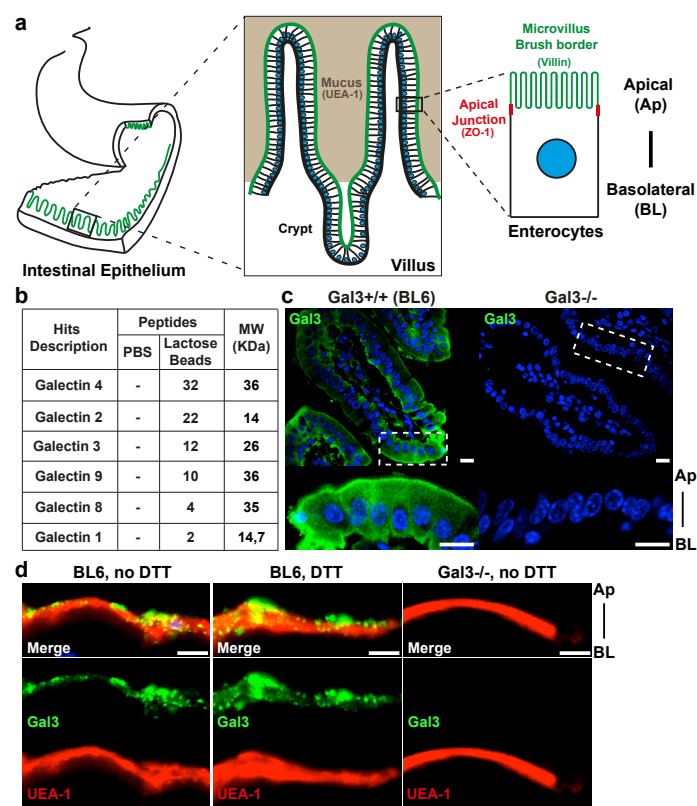 a
Microvillus
Brush border
(Villin)
Mucus
(UEA-1)
Apical
Junction
(ZO-1)
Apical
(Ap)
Basolateral
(BL)
Crypt
Villus
Enterocytes
Intestinal Epithelium
b
Hits Description | Peptides | MW (KDa)
PBS | Lactose Beads
Galectin 4 - 32 36
Galectin 2 - 22 14
Galectin 3 - 12 26
Galectin 9 - 10 36
Galectin 8 - 4 35
Galectin 1 - 2 14,7
c
Gal3+/+ (BL6) Gal3-/-
Gal3 Gal3
Ap
BL
d
BL6, no DTT BL6, DTT Gal3-/-, no DTT
Ap
BL
Merge Merge Merge
Gal3 Gal3 Gal3
UEA-1 UEA-1 UEA-1